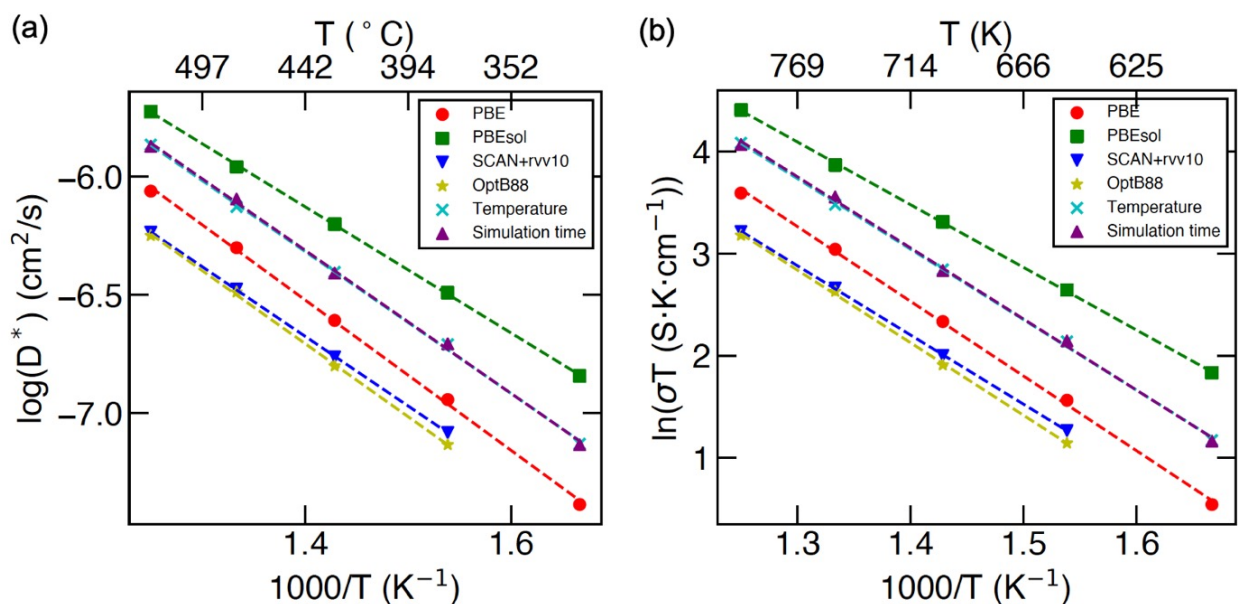 (a)
T (°C)
497 442 394 352
PBE
PBEsol
SCAN+rvv10
OptB88
Temperature
Simulation time
−6.0
−6.5
−7.0
log(D*) (cm²/s)
1.4 1.6
1000/T (K⁻¹)
(b)
T (K)
769 714 666 625
PBE
PBEsol
SCAN+rvv10
OptB88
Temperature
Simulation time
4
3
2
1
ln(σT (S·K·cm⁻¹))
1.3 1.4 1.5 1.6
1000/T (K⁻¹)